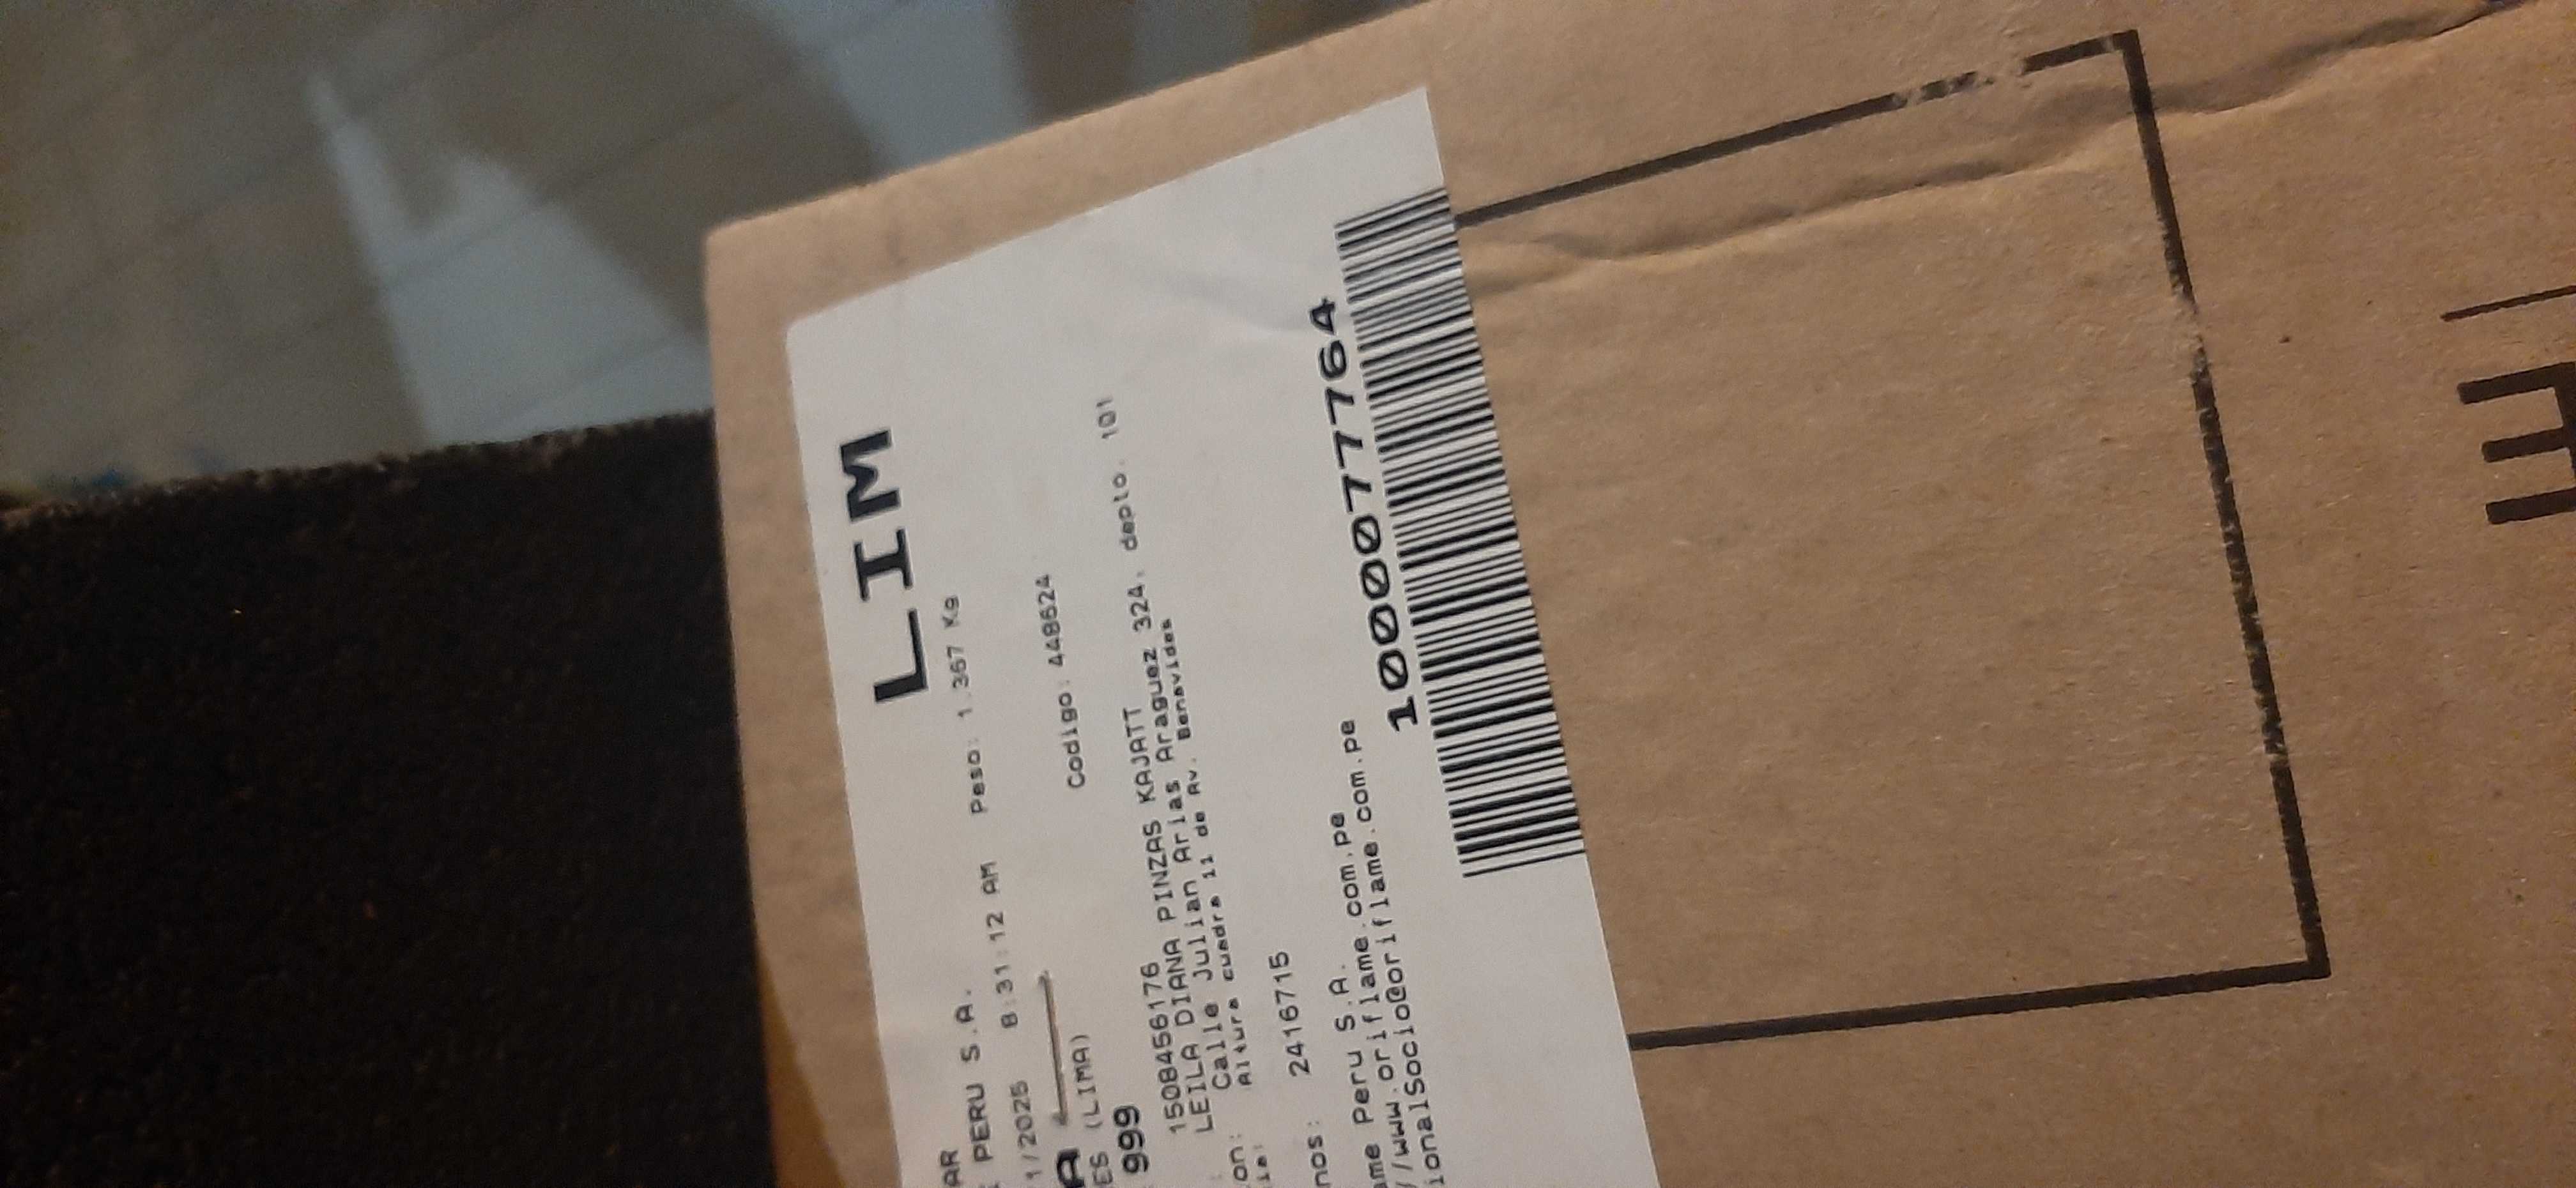 LIM
AR
PERU S.A.
1/2025 8:31:12 AM Peso: 1.367 Kg
A
ES (LIMA) Codigo: 448624
999
1508456176
LEILA DIANA PINZAS KAJATT
on: Calle Julian Arias Araguez 324, depto. 101
ia: Altura cuadra 11 de Av. Benavides
nos: 2416715
ame Peru S.A.
//www.oriflame.com.pe
ionalSocio@oriflame.com.pe
1000077764